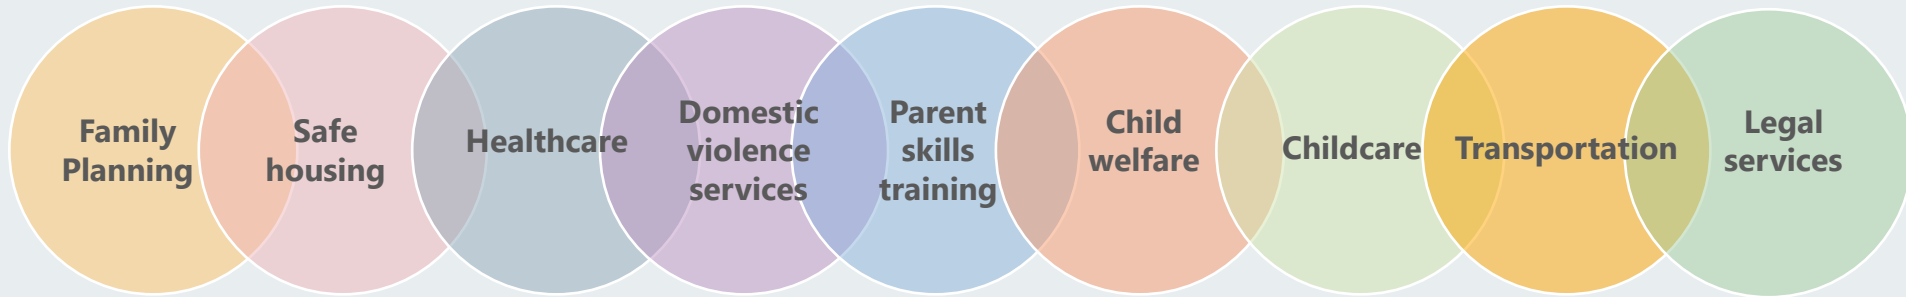 Family
Planning
Safe
housing
Healthcare
Domestic
violence
services
Parent
skills
training
Child
welfare
Childcare
Transportation
Legal
services